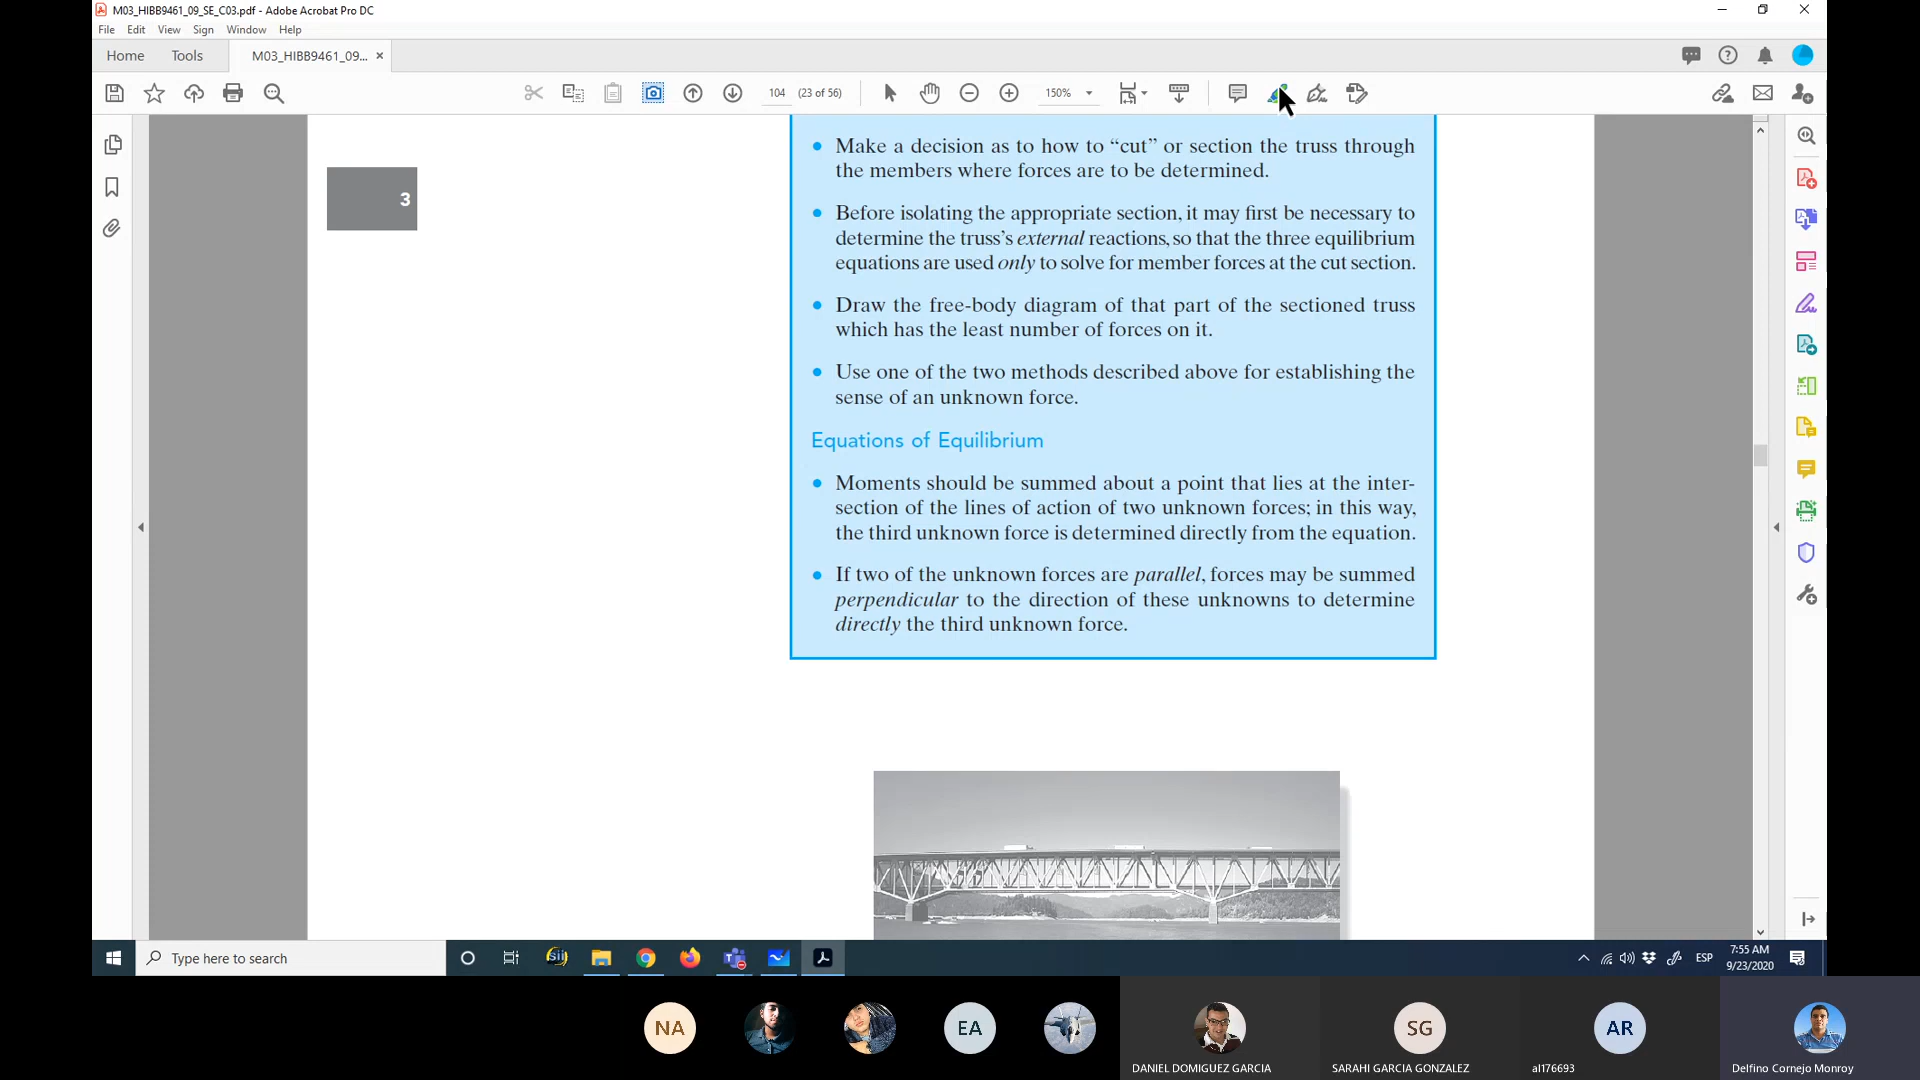 M03_HIBB9461_09_SE_C03.pdf - Adobe Acrobat Pro DC
File Edit View Sign Window Help
Home Tools M03_HIBB9461_09... ×
104 (23 of 56) 150%
3
• Make a decision as to how to “cut” or section the truss through
the members where forces are to be determined.
• Before isolating the appropriate section, it may first be necessary to
determine the truss’s external reactions, so that the three equilibrium
equations are used only to solve for member forces at the cut section.
• Draw the free-body diagram of that part of the sectioned truss
which has the least number of forces on it.
• Use one of the two methods described above for establishing the
sense of an unknown force.
Equations of Equilibrium
• Moments should be summed about a point that lies at the inter-
section of the lines of action of two unknown forces; in this way,
the third unknown force is determined directly from the equation.
• If two of the unknown forces are parallel, forces may be summed
perpendicular to the direction of these unknowns to determine
directly the third unknown force.
Type here to search
sii
ESP
7:55 AM
9/23/2020
NA
EA
SG
AR
DANIEL DOMIGUEZ GARCIA
SARAHI GARCIA GONZALEZ
al176693
Delfino Cornejo Monroy